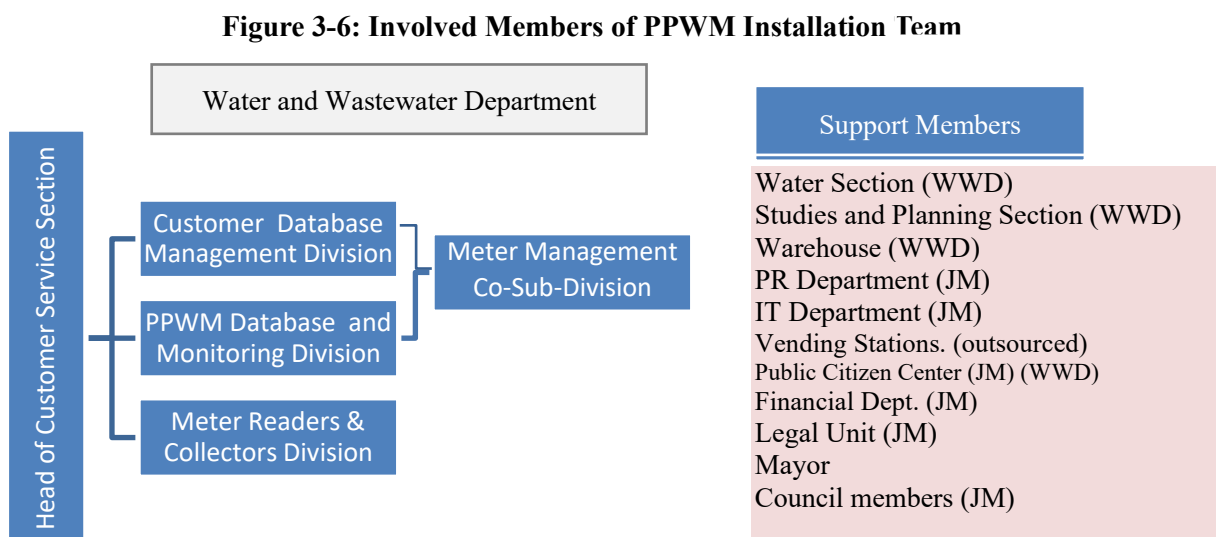 Figure 3-6: Involved Members of PPWM Installation Team
Water and Wastewater Department
Head of Customer Service Section
Customer Database
Management Division
PPWM Database and
Monitoring Division
Meter Readers &
Collectors Division
Meter Management
Co-Sub-Division
Support Members
Water Section (WWD)
Studies and Planning Section (WWD)
Warehouse (WWD)
PR Department (JM)
IT Department (JM)
Vending Stations. (outsourced)
Public Citizen Center (JM) (WWD)
Financial Dept. (JM)
Legal Unit (JM)
Mayor
Council members (JM)